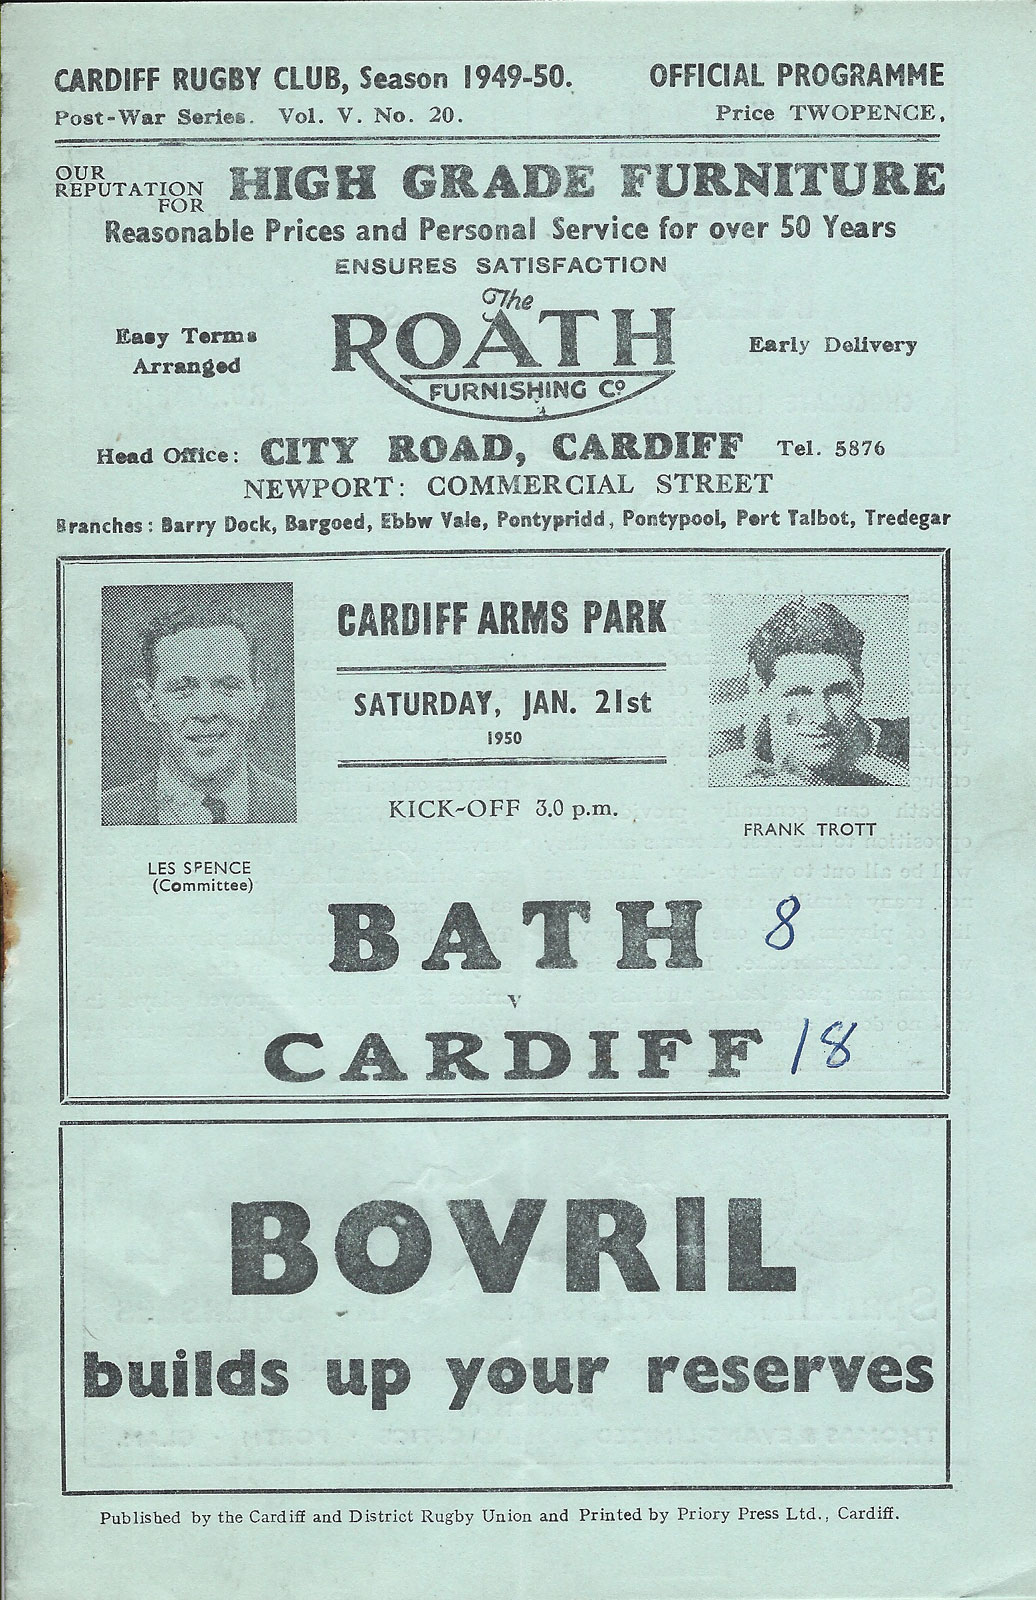 CARDIFF RUGBY CLUB, Season 1949-50. OFFICIAL PROGRAMME
Post-War Series. Vol. V. No. 20. Price TWOPENCE.
OUR REPUTATION FOR HIGH GRADE FURNITURE
Reasonable Prices and Personal Service for over 50 Years
ENSURES SATISFACTION
The
Easy Terms Arranged ROATH Early Delivery
FURNISHING Co
Head Office: CITY ROAD, CARDIFF Tel. 5876
NEWPORT: COMMERCIAL STREET
Branches: Barry Dock, Bargoed, Ebbw Vale, Pontypridd, Pontypool, Port Talbot, Tredegar
CARDIFF ARMS PARK
SATURDAY, JAN. 21st
1950
KICK-OFF 3.0 p.m.
FRANK TROTT
LES SPENCE
(Committee)
BATH 8
v
CARDIFF 18
BOVRIL
builds up your reserves
Published by the Cardiff and District Rugby Union and Printed by Priory Press Ltd., Cardiff.